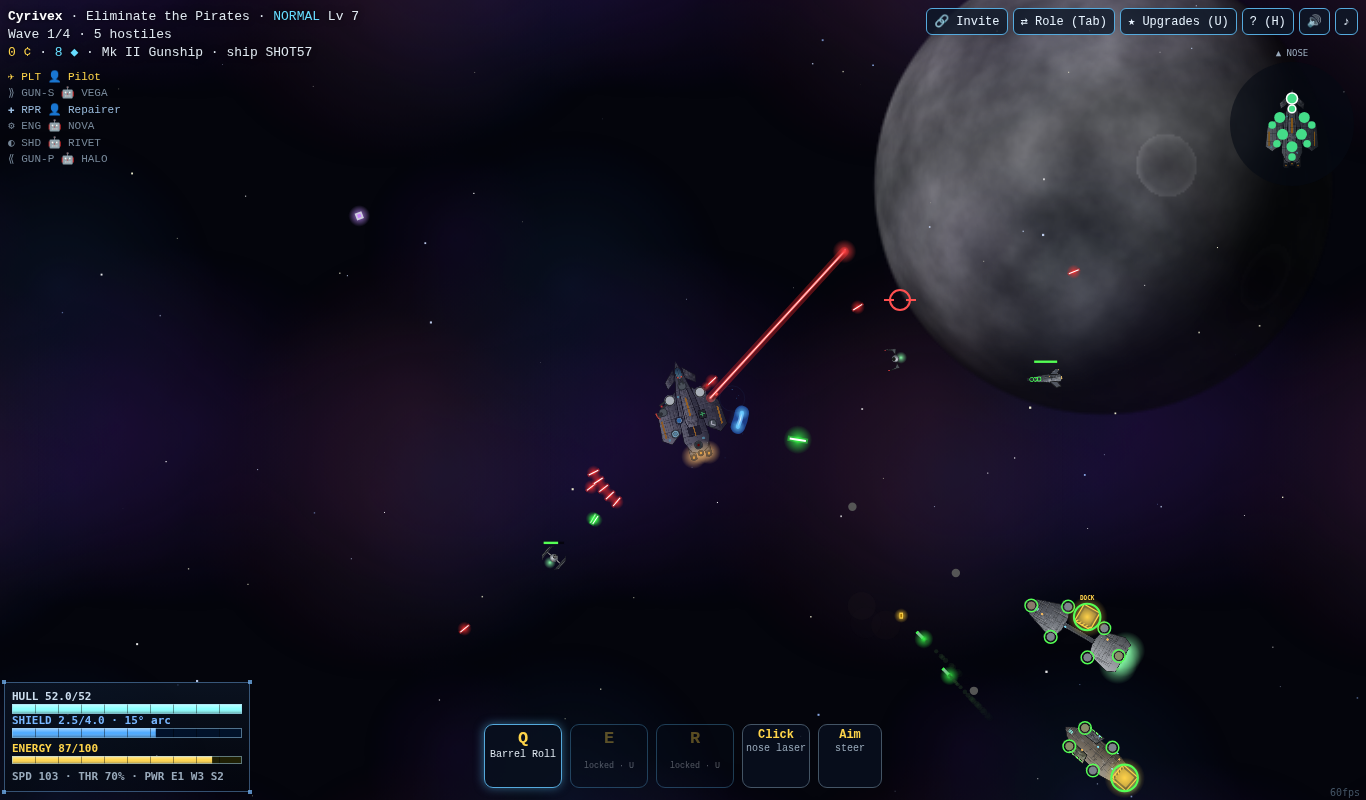 Cyrivex · Eliminate the Pirates · NORMAL Lv 7
Wave 1/4 · 5 hostiles
0 ¢ · 8 ◆ · Mk II Gunship · ship SHOT57
PLT Pilot
GUN-S VEGA
RPR Repairer
ENG NOVA
SHD RIVET
GUN-P HALO
Invite
Role (Tab)
Upgrades (U)
? (H)
▲ NOSE
DOCK
HULL 52.0/52
SHIELD 2.5/4.0 · 15° arc
ENERGY 87/100
SPD 103 · THR 70% · PWR E1 W3 S2
Q
Barrel Roll
E
locked · U
R
locked · U
Click
nose laser
Aim
steer
60fps